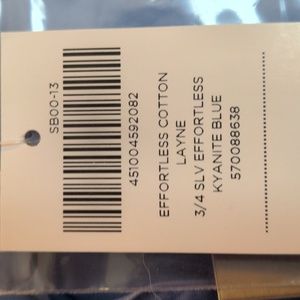 SB00-13
451004592082
EFFORTLESS COTTON
LAYNE
3/4 SLV EFFORTLESS
KYANITE BLUE
570088638